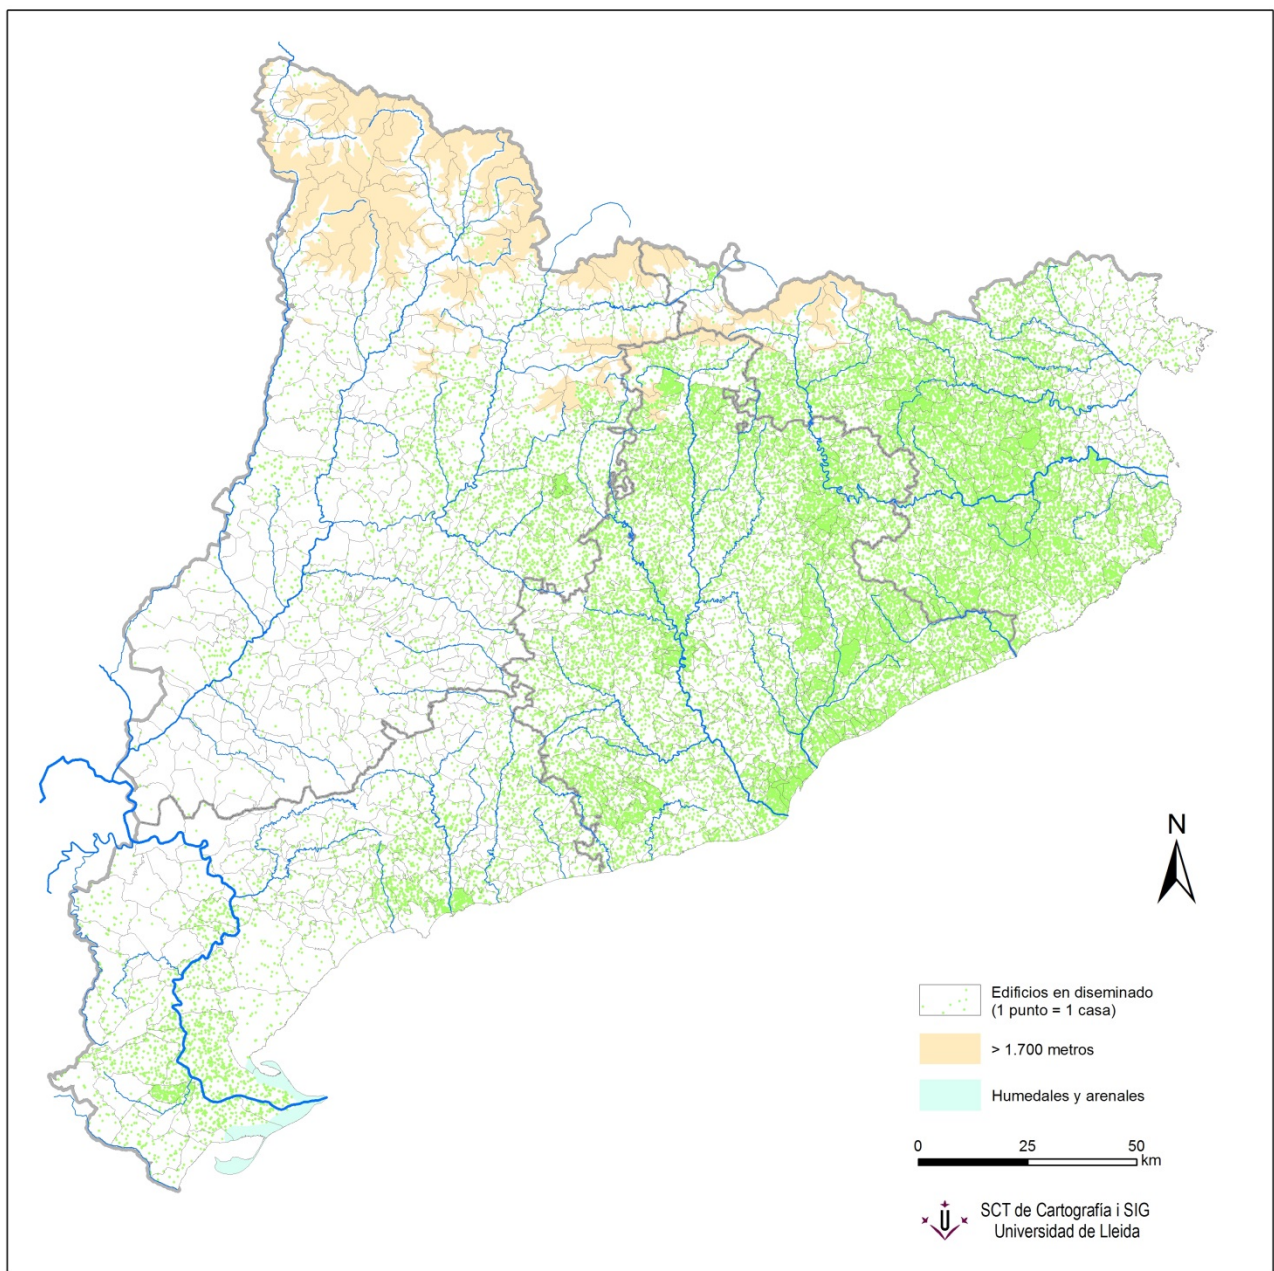 N
Edificios en diseminado
(1 punto = 1 casa)
> 1.700 metros
Humedales y arenales
0 25 50
km
SCT de Cartografía i SIG
Universidad de Lleida